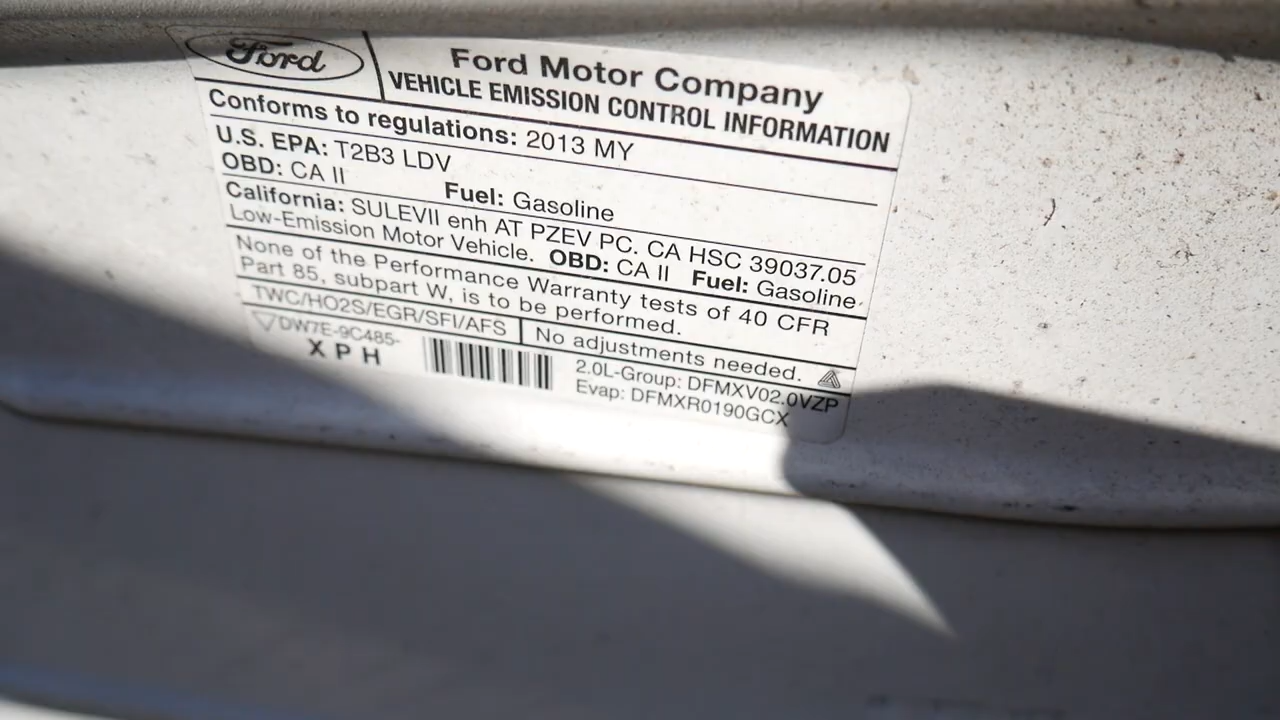 Ford
Ford Motor Company
VEHICLE EMISSION CONTROL INFORMATION
Conforms to regulations: 2013 MY
U.S. EPA: T2B3 LDV
OBD: CA II Fuel: Gasoline
California: SULEVII enh AT PZEV PC. CA HSC 39037.05
Low-Emission Motor Vehicle. OBD: CA II Fuel: Gasoline
None of the Performance Warranty tests of 40 CFR
Part 85, subpart W, is to be performed.
TWC/HO2S/EGR/SFI/AFS No adjustments needed.
DW7E-9C485-
XPH
2.0L-Group: DFMXV02.0VZP
Evap: DFMXR0190GCX